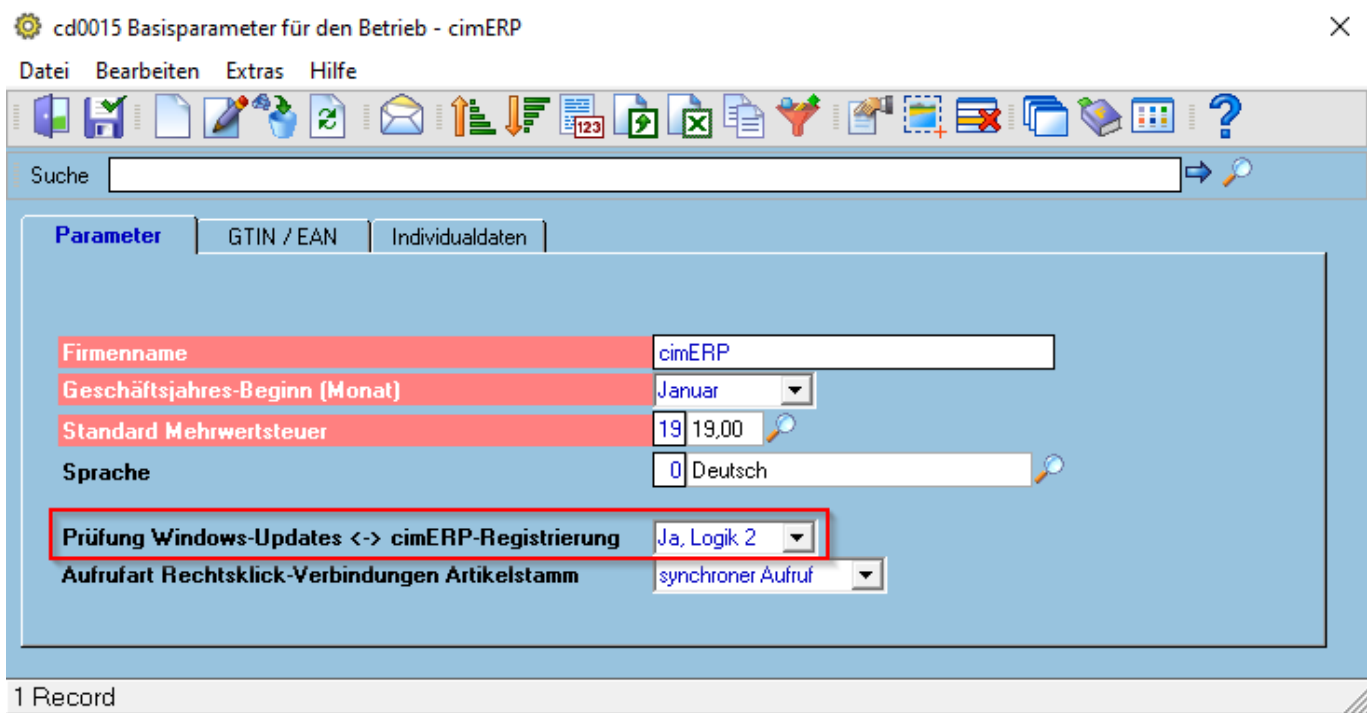 cd0015 Basisparameter für den Betrieb - cimERP
Datei Bearbeiten Extras Hilfe
123
Suche
Parameter GTIN / EAN Individualdaten
Firmenname cimERP
Geschäftsjahres-Beginn (Monat) Januar
Standard Mehrwertsteuer 19 19,00
Sprache 0 Deutsch
Prüfung Windows-Updates <-> cimERP-Registrierung Ja, Logik 2
Aufrufart Rechtsklick-Verbindungen Artikelstamm synchroner Aufruf
1 Record